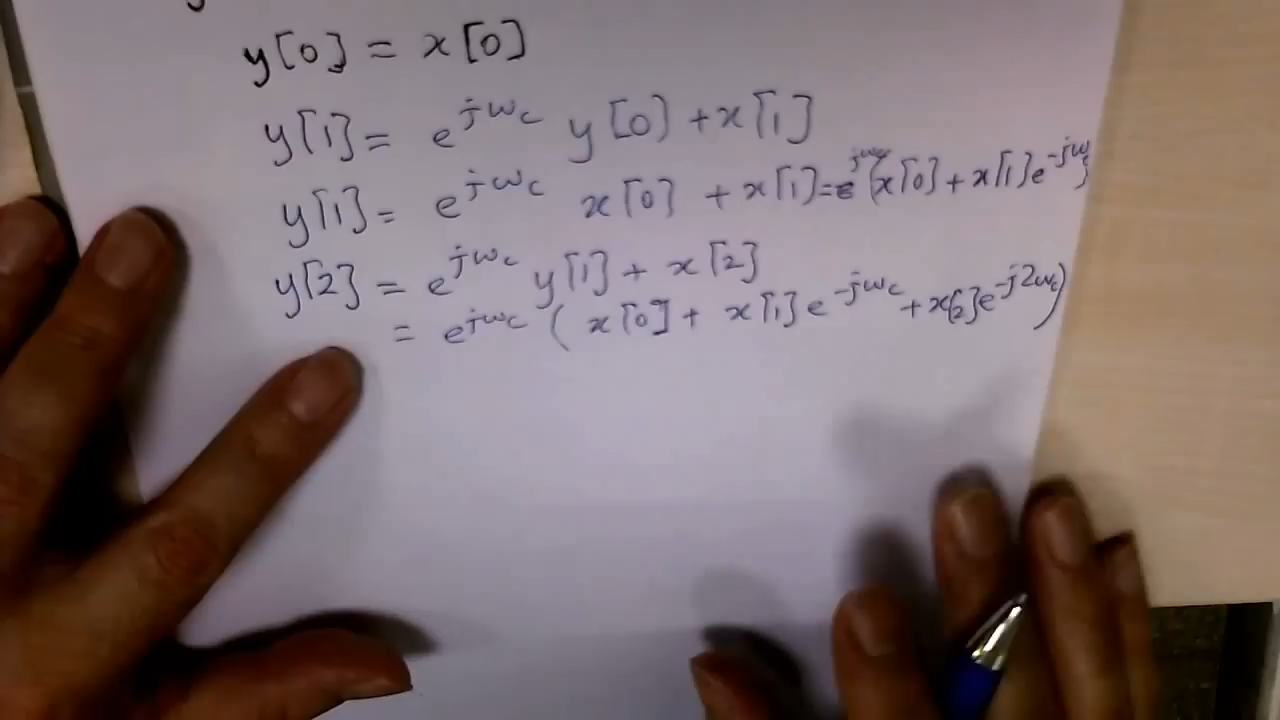 y[0] = x[0]
y[1] = e^{jω_c} y[0] + x[1]
y[1] = e^{jω_c} x[0] + x[1] = e^{jω_c}{x[0] + x[1]e^{-jω}}
y[2] = e^{jω_c} y[1] + x[2]
= e^{jω_c} (x[0] + x[1]e^{-jω_c} + x[2]e^{-j2ω_c})